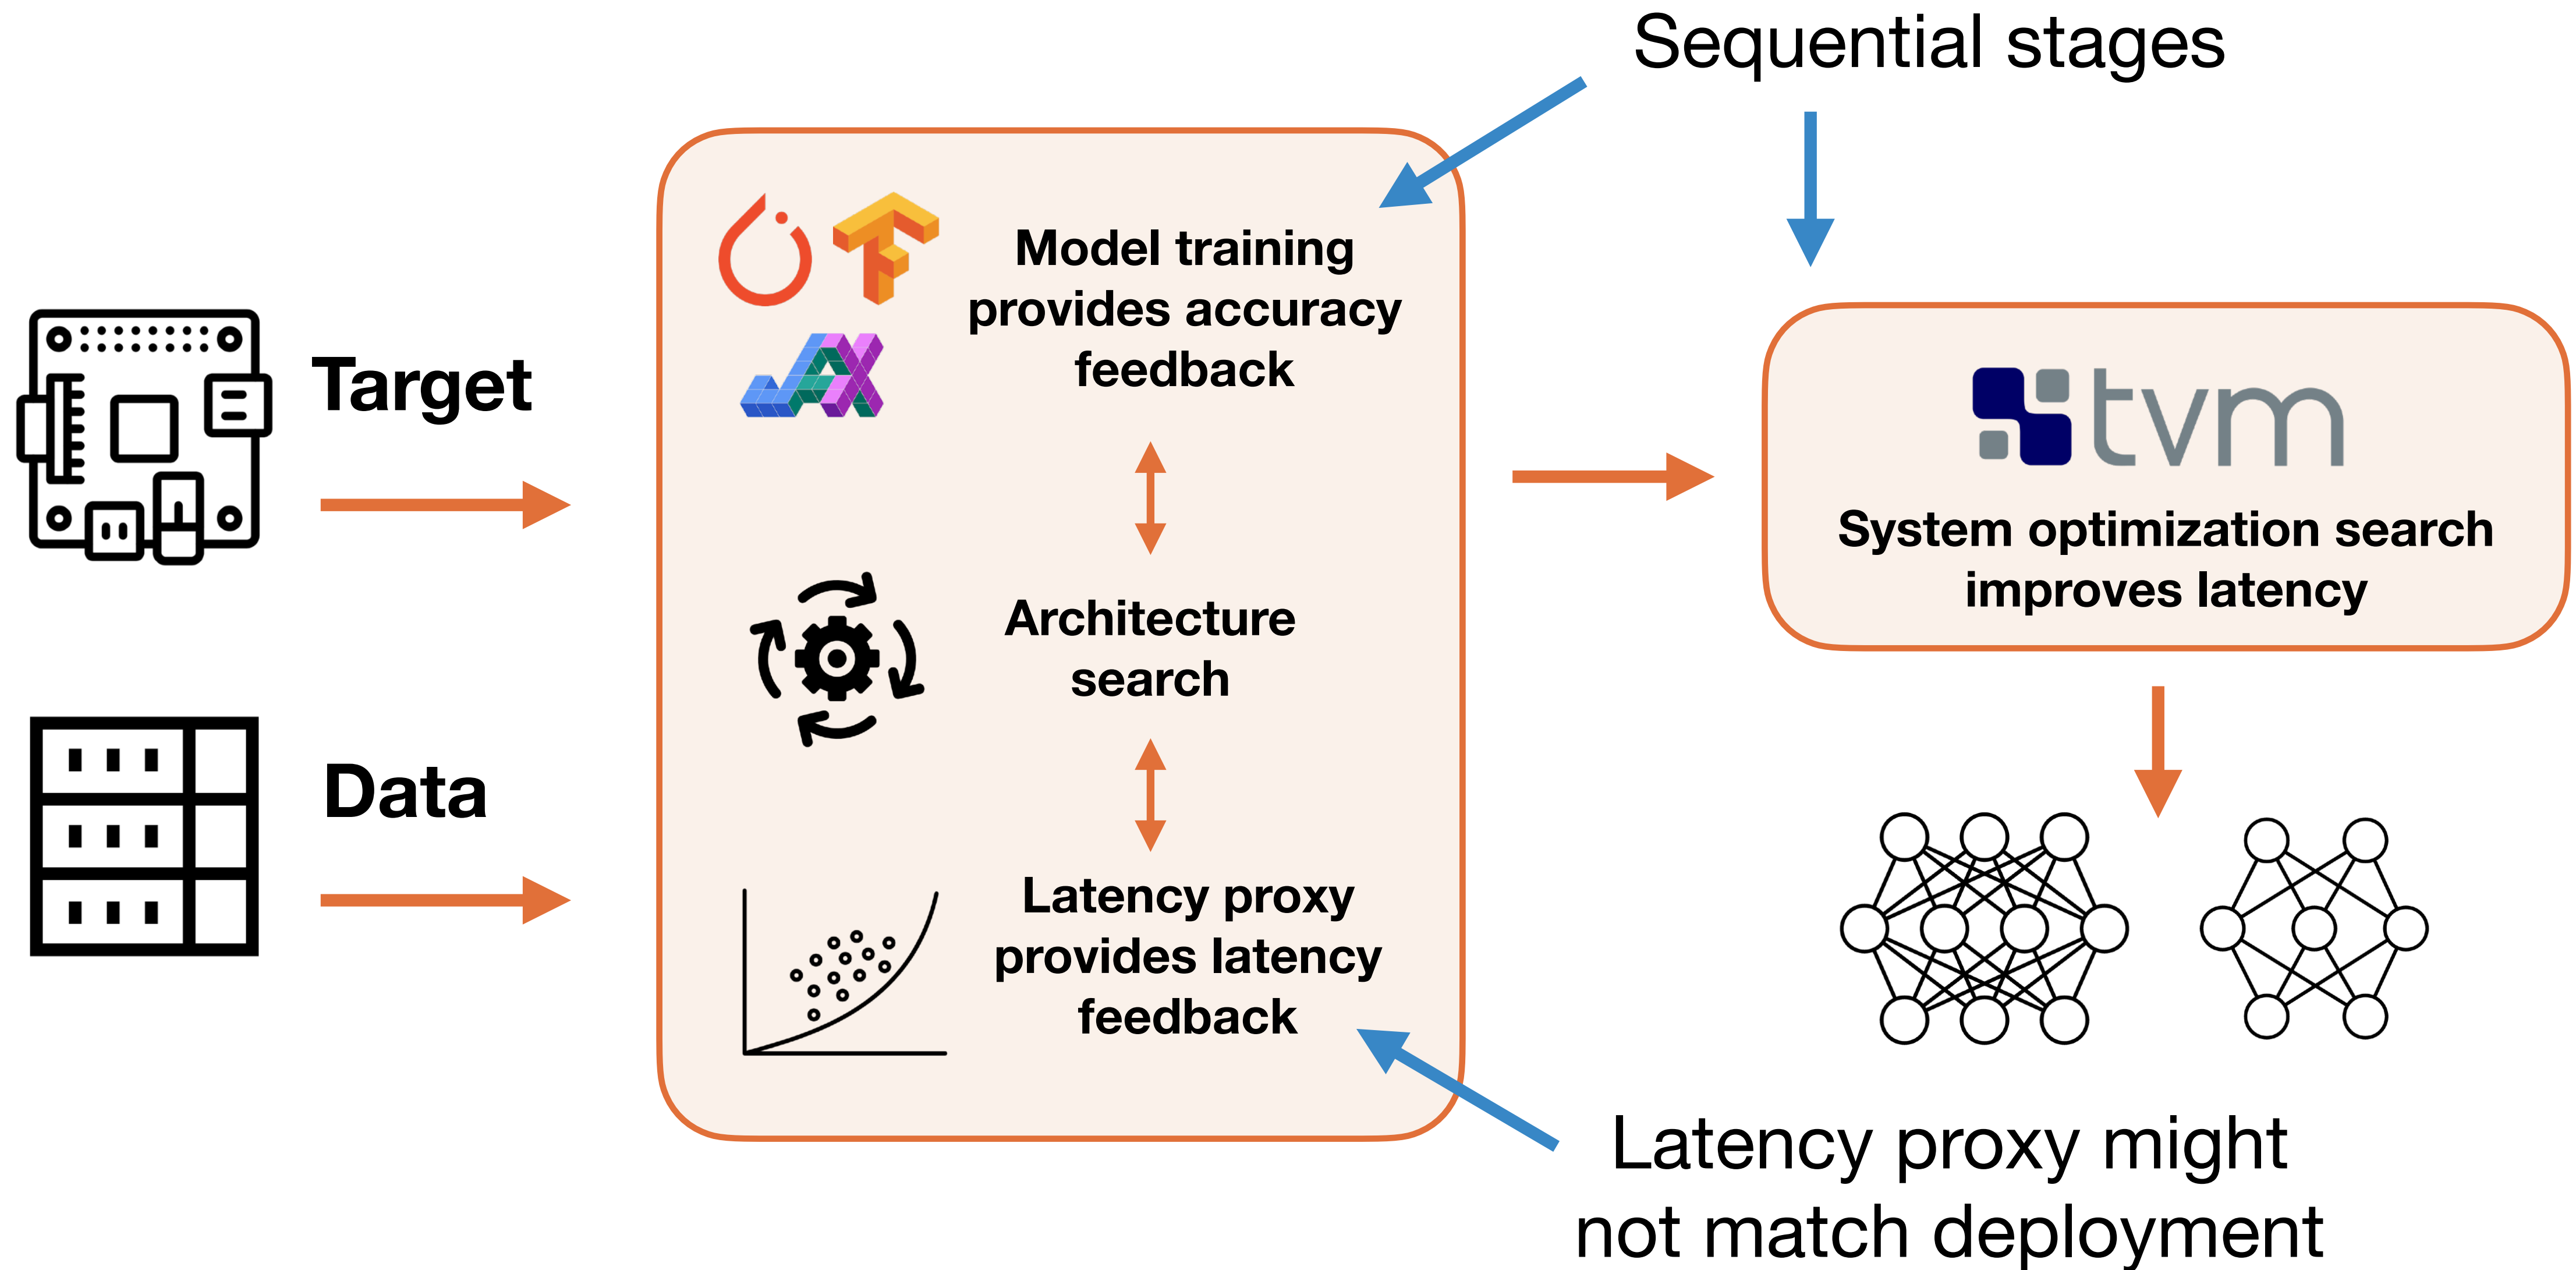 Sequential stages
Target
Data
Model training
provides accuracy
feedback
Architecture
search
Latency proxy
provides latency
feedback
tvm
System optimization search
improves latency
Latency proxy might
not match deployment